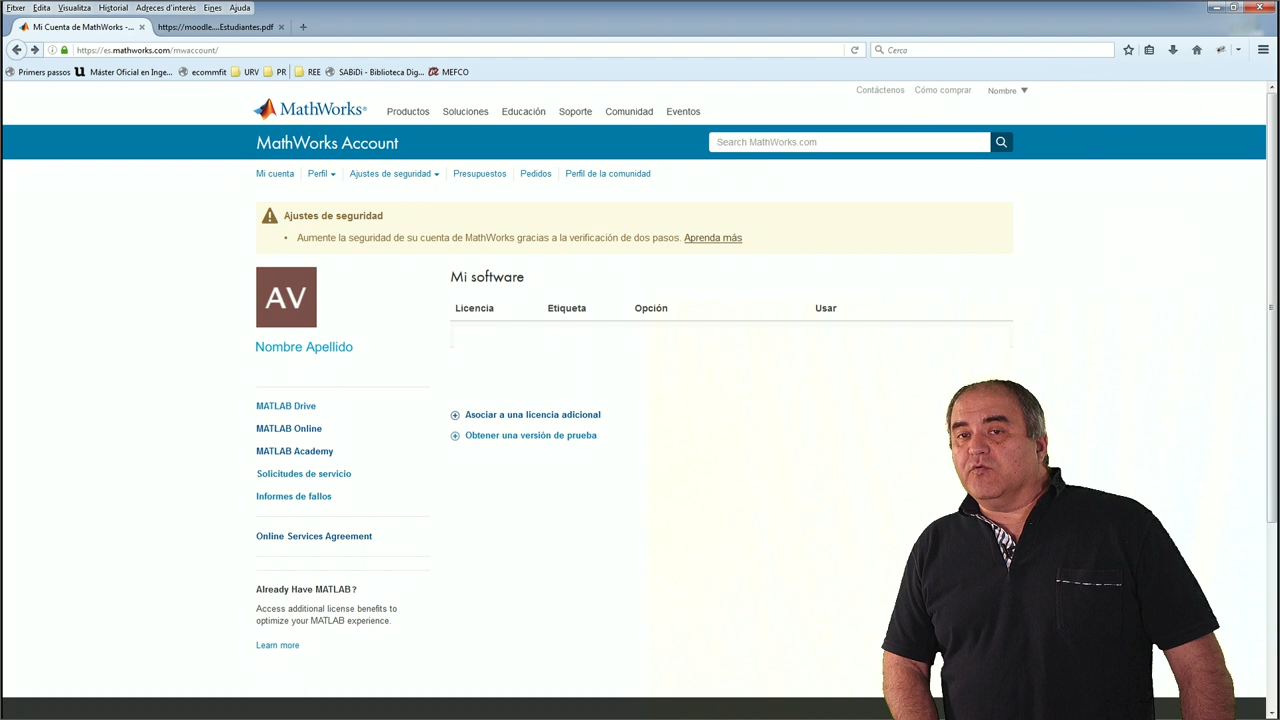 Fitxer Edita Visualitza Historial Adreces d'interès Eines Ajuda
Mi Cuenta de MathWorks -... https://moodle....Estudiantes.pdf
https://es.mathworks.com/mwaccount/ Cerca
Primers passos Máster Oficial en Inge... ecommfit URV PR REE SABiDi - Biblioteca Dig... MEFCO
Contáctenos Cómo comprar Nombre
MathWorks® Productos Soluciones Educación Soporte Comunidad Eventos
MathWorks Account Search MathWorks.com
Mi cuenta Perfil Ajustes de seguridad Presupuestos Pedidos Perfil de la comunidad
Ajustes de seguridad
• Aumente la seguridad de su cuenta de MathWorks gracias a la verificación de dos pasos. Aprenda más
AV
Nombre Apellido
Mi software
Licencia Etiqueta Opción Usar
Asociar a una licencia adicional
Obtener una versión de prueba
MATLAB Drive
MATLAB Online
MATLAB Academy
Solicitudes de servicio
Informes de fallos
Online Services Agreement
Already Have MATLAB?
Access additional license benefits to
optimize your MATLAB experience.
Learn more